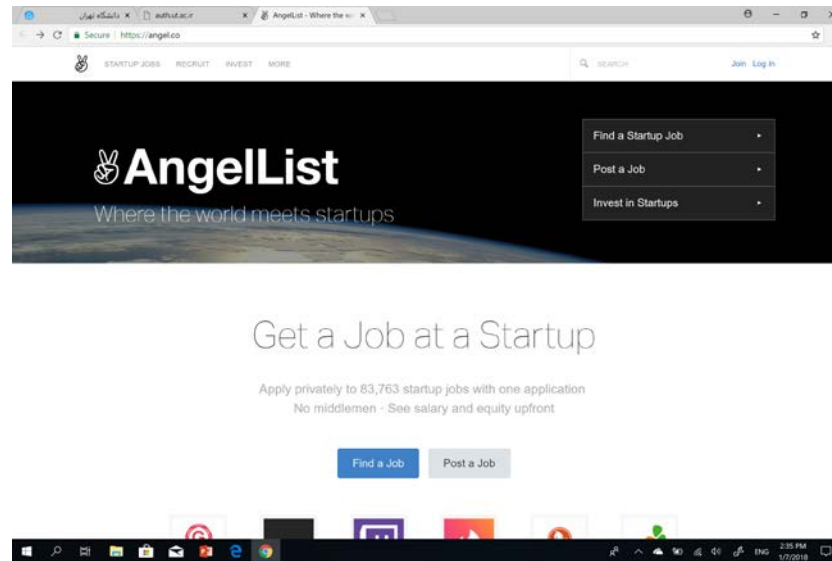 دانشگاه تهران
auth.ut.ac.ir
AngelList - Where the wo
Secure | https://angel.co
STARTUP JOBS RECRUIT INVEST MORE
SEARCH
Join Log In
AngelList
Where the world meets startups
Find a Startup Job
Post a Job
Invest in Startups
Get a Job at a Startup
Apply privately to 83,763 startup jobs with one application
No middlemen · See salary and equity upfront
Find a Job
Post a Job
ENG
2:35 PM
1/7/2018